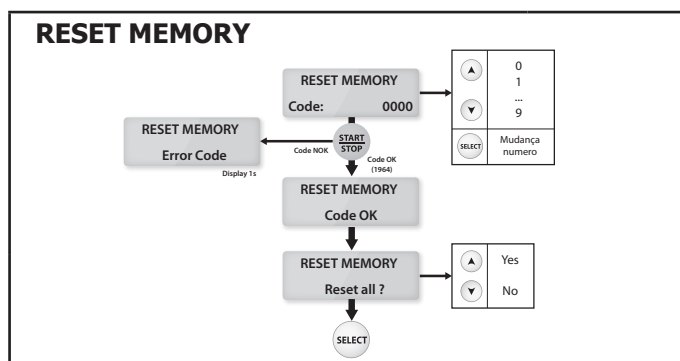 RESET MEMORY
RESET MEMORY
Code: 0000
0
1
...
9
SELECT
Mudança
numero
START
STOP
RESET MEMORY
Error Code
Display 1s
Code NOK
Code OK
(1964)
RESET MEMORY
Code OK
RESET MEMORY
Reset all ?
Yes
No
SELECT